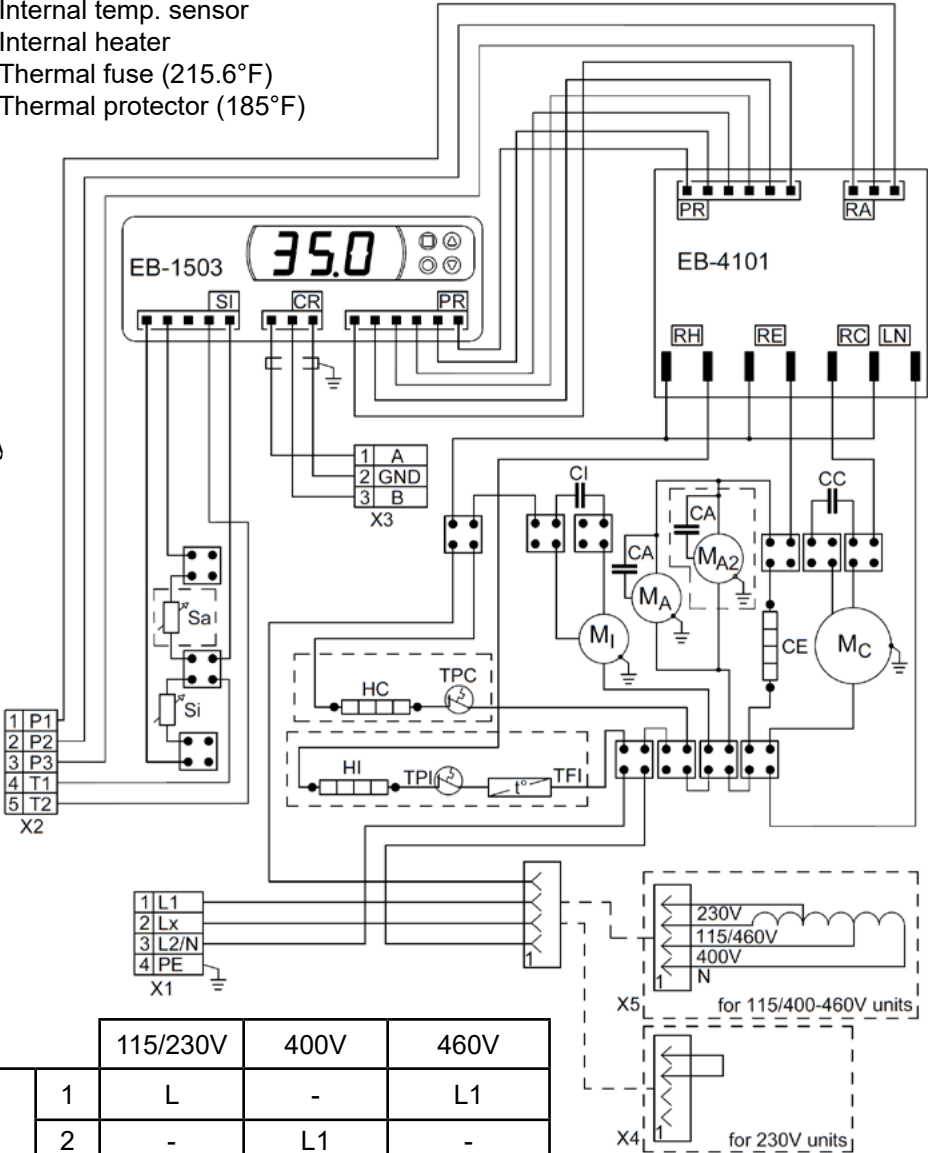 Internal temp. sensor
Internal heater
Thermal fuse (215.6°F)
Thermal protector (185°F)
PR
RA
EB-4101
RH
RE
RC
LN
EB-1503
35.0
SI
CR
PR
1 A
2 GND
3 B
X3
CI
CC
CA
CA
MA2
MA
MI
CE
MC
Sa
Si
HC
TPC
HI
TPI
t°
TFI
1 P1
2 P2
3 P3
4 T1
5 T2
X2
1 L1
2 Lx
3 L2/N
4 PE
X1
1
230V
115/460V
400V
N
1
X5
for 115/400-460V units
1
X4
for 230V units
115/230V 400V 460V
1 L - L1
2 - L1 -